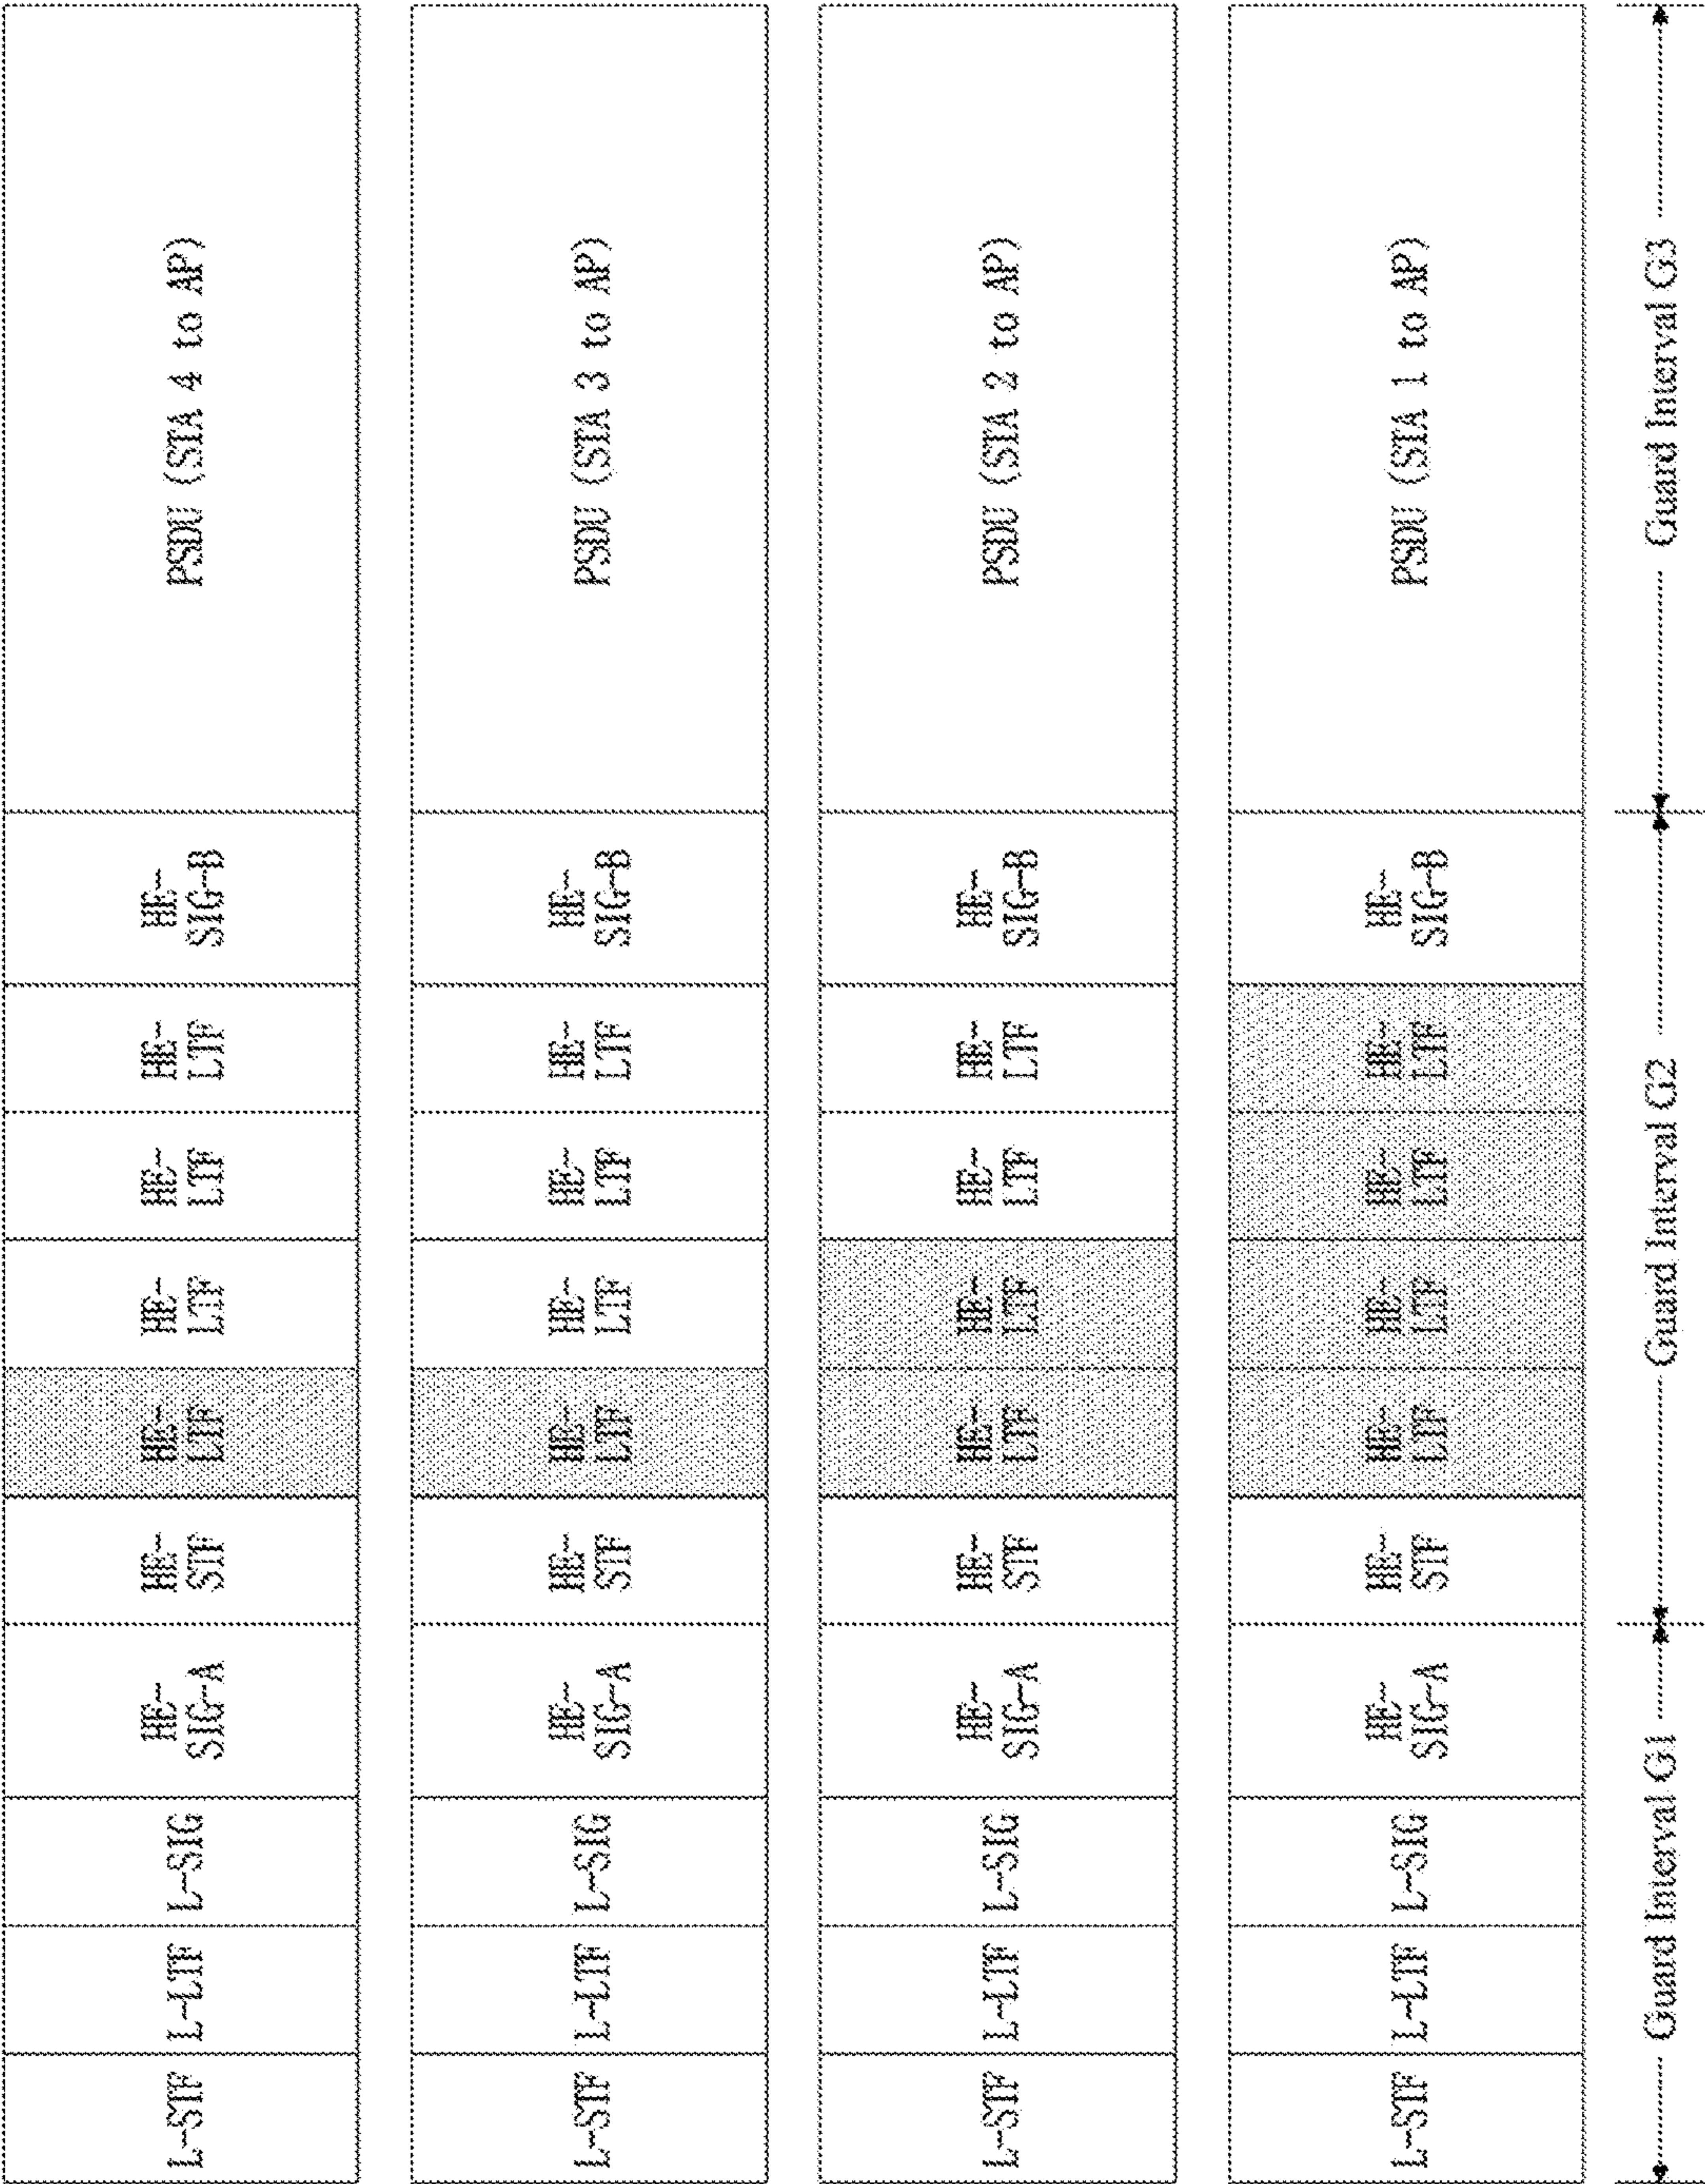 L-STF
L-LTF
L-SIG
HE-
SIG-A
HE-
STF
HE-
LTF
HE-
LTF
HE-
LTF
HE-
LTF
HE-
SIG-B
PSDU (STA 4 to AP)
L-STF
L-LTF
L-SIG
HE-
SIG-A
HE-
STF
HE-
LTF
HE-
LTF
HE-
LTF
HE-
LTF
HE-
SIG-B
PSDU (STA 3 to AP)
L-STF
L-LTF
L-SIG
HE-
SIG-A
HE-
STF
HE-
LTF
HE-
LTF
HE-
LTF
HE-
LTF
HE-
SIG-B
PSDU (STA 2 to AP)
L-STF
L-LTF
L-SIG
HE-
SIG-A
HE-
STF
HE-
LTF
HE-
LTF
HE-
LTF
HE-
LTF
HE-
SIG-B
PSDU (STA 1 to AP)
Guard Interval G1
Guard Interval G2
Guard Interval G3